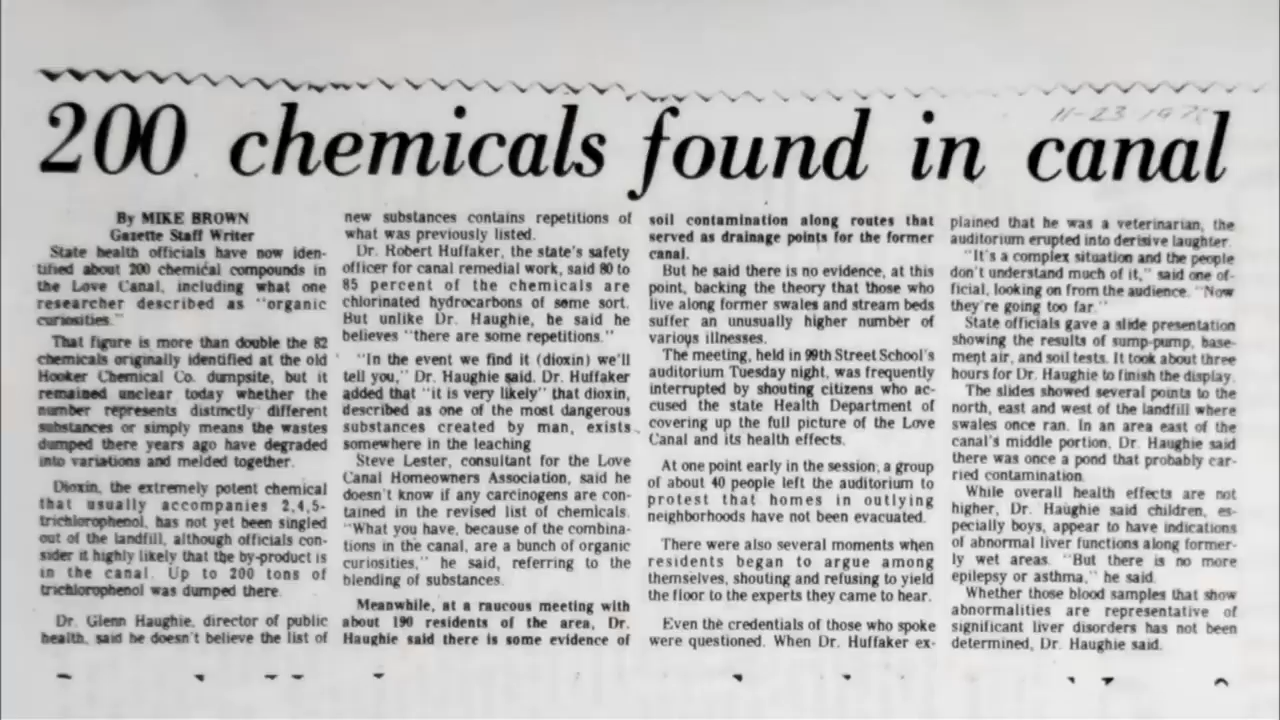 11-23 197
200 chemicals found in canal
By MIKE BROWN
Gazette Staff Writer
State health officials have now iden-
tified about 200 chemical compounds in
the Love Canal, including what one
researcher described as "organic
curiosities."
That figure is more than double the 82
chemicals originally identified at the old
Hooker Chemical Co. dumpsite, but it
remained unclear today whether the
number represents distinctly different
substances or simply means the wastes
dumped there years ago have degraded
into variations and melded together.
Dioxin, the extremely potent chemical
that usually accompanies 2,4,5-
trichlorophenol, has not yet been singled
out of the landfill, although officials con-
sider it highly likely that the by-product is
in the canal. Up to 200 tons of
trichlorophenol was dumped there.
Dr. Glenn Haughie, director of public
health, said he doesn't believe the list of
new substances contains repetitions of
what was previously listed.
Dr. Robert Huffaker, the state's safety
officer for canal remedial work, said 80 to
85 percent of the chemicals are
chlorinated hydrocarbons of some sort.
But unlike Dr. Haughie, he said he
believes "there are some repetitions."
"In the event we find it (dioxin) we'll
tell you," Dr. Haughie said. Dr. Huffaker
added that "it is very likely" that dioxin,
described as one of the most dangerous
substances created by man, exists
somewhere in the leaching
Steve Lester, consultant for the Love
Canal Homeowners Association, said he
doesn't know if any carcinogens are con-
tained in the revised list of chemicals.
"What you have, because of the combina-
tions in the canal, are a bunch of organic
curiosities," he said, referring to the
blending of substances.
Meanwhile, at a raucous meeting with
about 190 residents of the area, Dr.
Haughie said there is some evidence of
soil contamination along routes that
served as drainage points for the former
canal.
But he said there is no evidence, at this
point, backing the theory that those who
live along former swales and stream beds
suffer an unusually higher number of
various illnesses.
The meeting, held in 99th Street School's
auditorium Tuesday night, was frequently
interrupted by shouting citizens who ac-
cused the state Health Department of
covering up the full picture of the Love
Canal and its health effects.
At one point early in the session, a group
of about 40 people left the auditorium to
protest that homes in outlying
neighborhoods have not been evacuated.
There were also several moments when
residents began to argue among
themselves, shouting and refusing to yield
the floor to the experts they came to hear.
Even the credentials of those who spoke
were questioned. When Dr. Huffaker ex-
plained that he was a veterinarian, the
auditorium erupted into derisive laughter.
"It's a complex situation and the people
don't understand much of it," said one of-
ficial, looking on from the audience. "Now
they're going too far."
State officials gave a slide presentation
showing the results of sump-pump, base-
ment air, and soil tests. It took about three
hours for Dr. Haughie to finish the display.
The slides showed several points to the
north, east and west of the landfill where
swales once ran. In an area east of the
canal's middle portion, Dr. Haughie said
there was once a pond that probably car-
ried contamination.
While overall health effects are not
higher, Dr. Haughie said children, es-
pecially boys, appear to have indications
of abnormal liver functions along former-
ly wet areas. "But there is no more
epilepsy or asthma," he said.
Whether those blood samples that show
abnormalities are representative of
significant liver disorders has not been
determined, Dr. Haughie said.